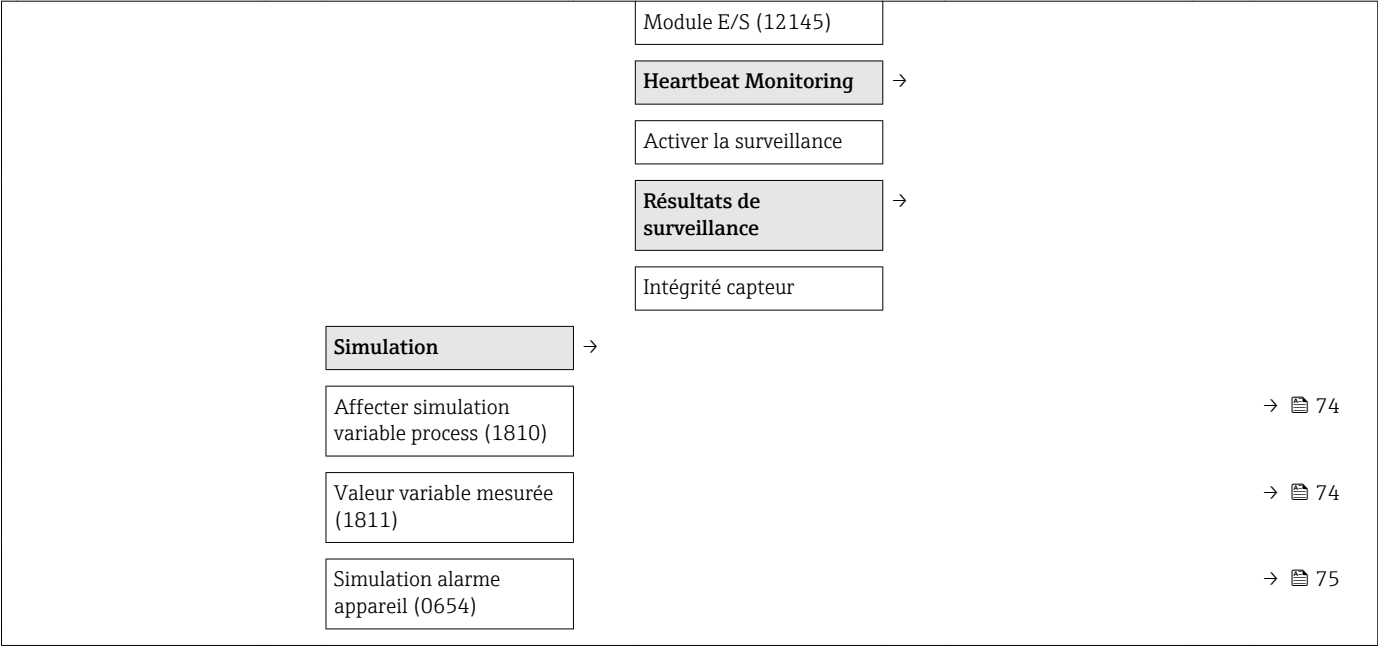 Module E/S (12145)
Heartbeat Monitoring →
Activer la surveillance
Résultats de →
surveillance
Intégrité capteur
Simulation →
Affecter simulation → 74
variable process (1810)
Valeur variable mesurée → 74
(1811)
Simulation alarme → 75
appareil (0654)